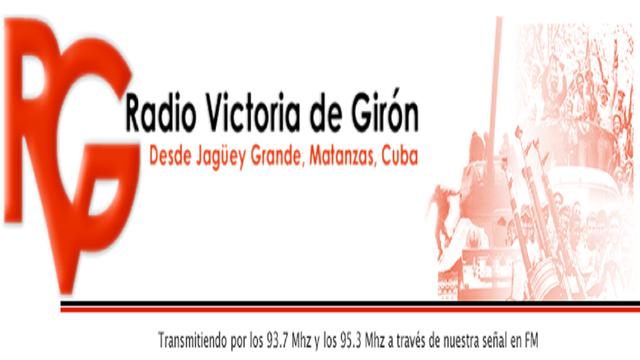 RVG
Radio Victoria de Girón
Desde Jagüey Grande, Matanzas, Cuba
Transmitiendo por los 93.7 Mhz y los 95.3 Mhz a través de nuestra señal en FM